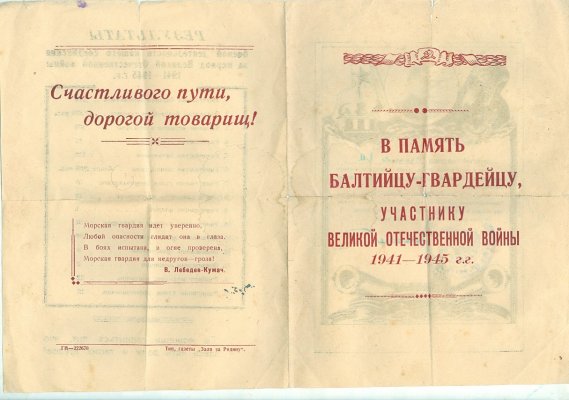 Счастливого пути,
дорогой товарищ!
Морская гвардия идет уверенно,
Любой опасности глядит она в глаза.
В боях испытана, в огне проверена,
Морская гвардия для недругов—гроза!
В. Лебедев-Кумач.
ГМ—222678
Тип. газеты „Залп за Родину".
В ПАМЯТЬ
БАЛТИЙЦУ-ГВАРДЕЙЦУ,
УЧАСТНИКУ
ВЕЛИКОЙ ОТЕЧЕСТВЕННОЙ ВОЙНЫ
1941—1945 г.г.